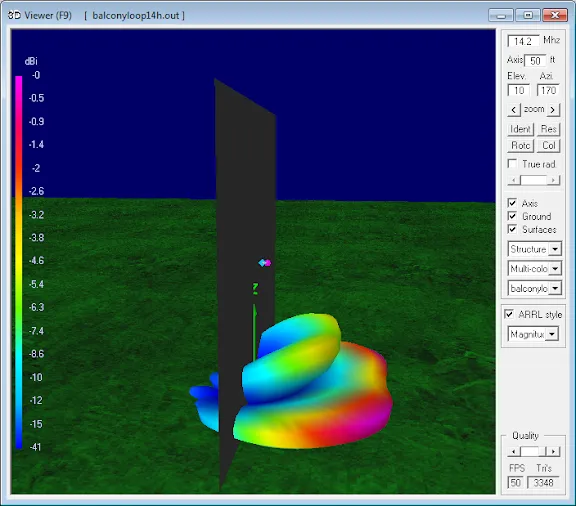 3D Viewer (F9) [ balconyloop14h.out ]
dBi
-0
-0.5
-0.9
-1.4
-2
-2.6
-3.2
-3.8
-4.6
-5.4
-6.3
-7.4
-8.6
-10
-12
-15
-41
Z
14.2 Mhz
Axis 50 ft
Elev. Azi.
10 170
< zoom >
Ident Res
Rotc Col
True rad.
Axis
Ground
Surfaces
Structure
Multi-colo
balconylo
ARRL style
Magnitu
Quality
FPS Tri's
50 3348